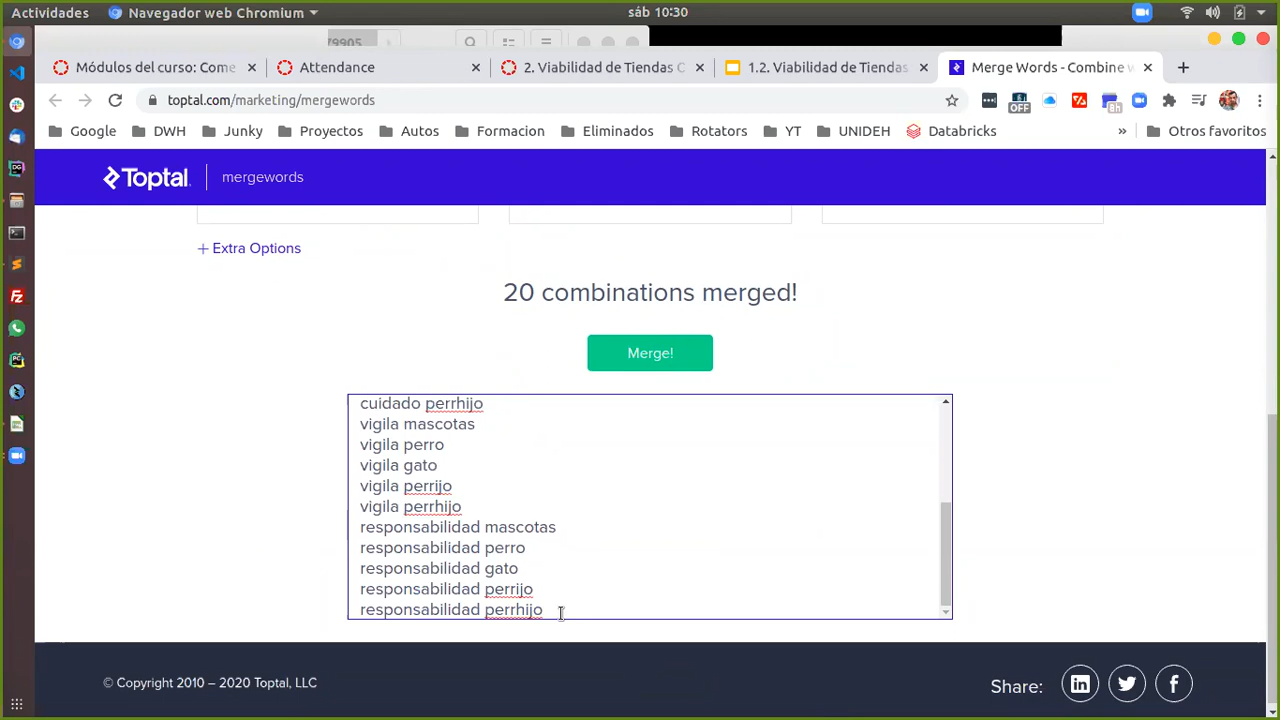 Actividades Navegador web Chromium sáb 10:30
79905
Módulos del curso: Come Attendance 2. Viabilidad de Tiendas C 1.2. Viabilidad de Tiendas Merge Words - Combine w
toptal.com/marketing/mergewords OFF 8h
Google DWH Junky Proyectos Autos Formacion Eliminados Rotators YT UNIDEH Databricks » Otros favoritos
Toptal mergewords
+ Extra Options
20 combinations merged!
Merge!
cuidado perrhijo
vigila mascotas
vigila perro
vigila gato
vigila perrijo
vigila perrhijo
responsabilidad mascotas
responsabilidad perro
responsabilidad gato
responsabilidad perrijo
responsabilidad perrhijo
© Copyright 2010 – 2020 Toptal, LLC Share: